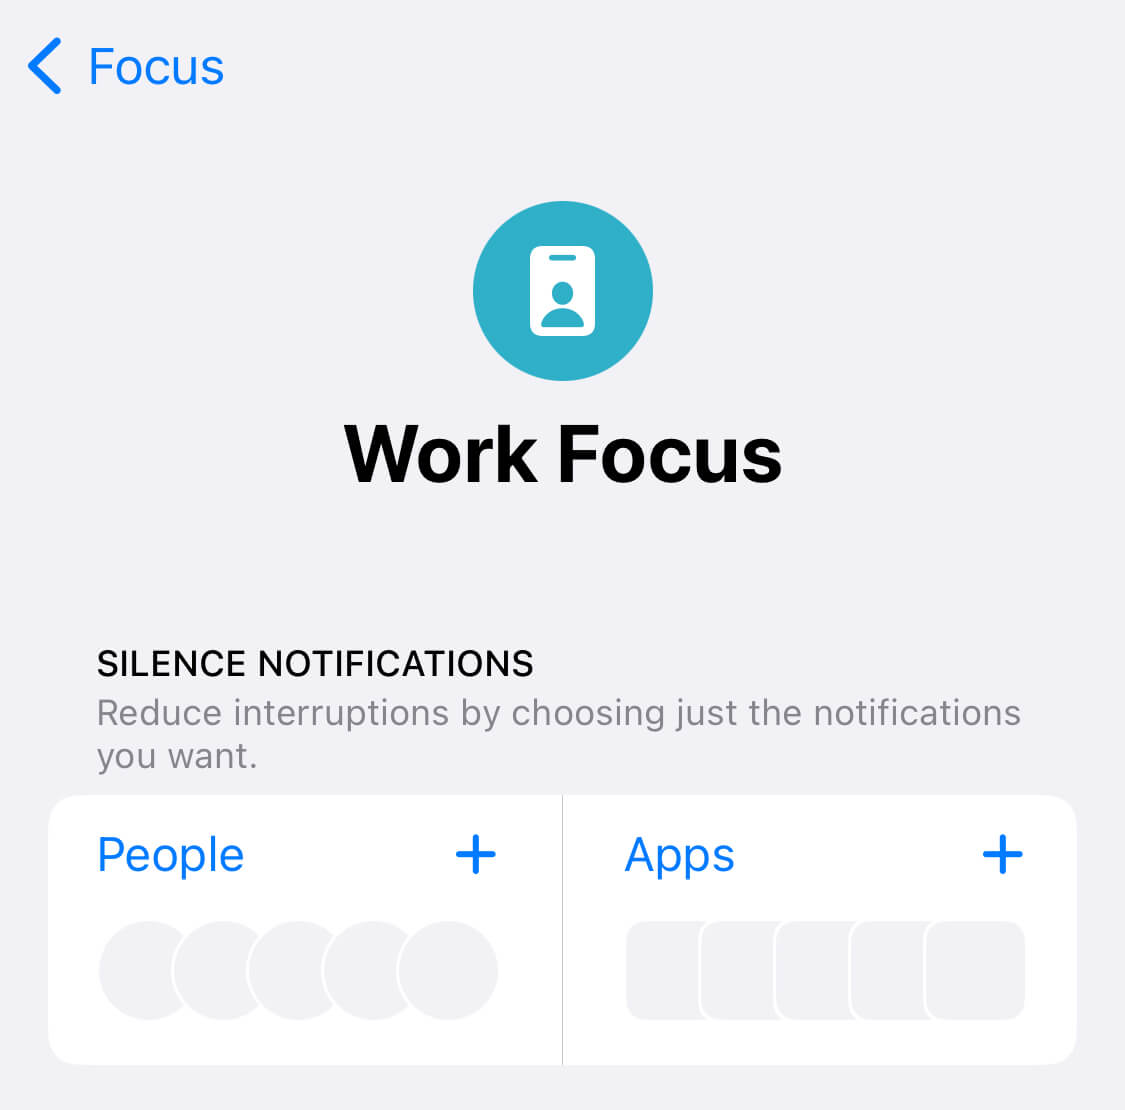 Focus
Work Focus
SILENCE NOTIFICATIONS
Reduce interruptions by choosing just the notifications
you want.
People +
Apps +